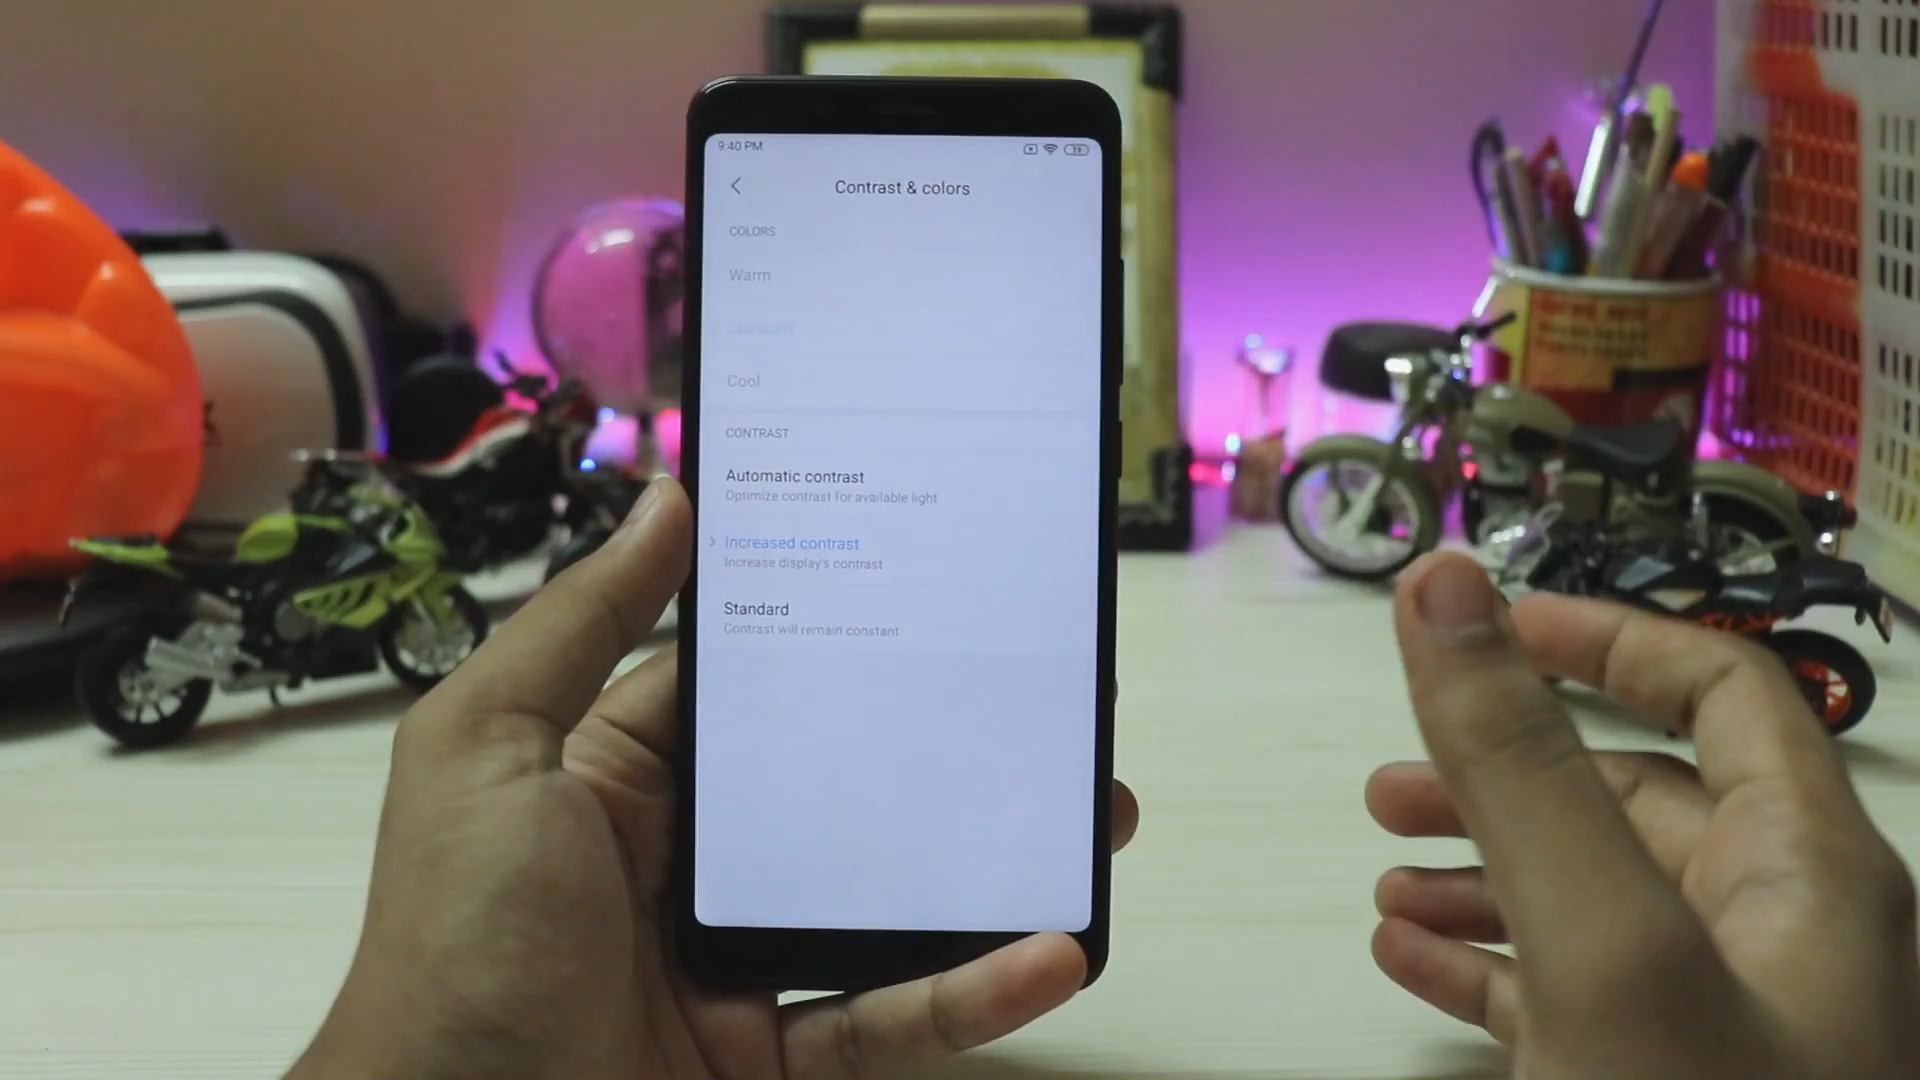 9:40 PM
Contrast & colors
COLORS
Warm
Standard
Cool
CONTRAST
Automatic contrast
Optimize contrast for available light
Increased contrast
Increase display's contrast
Standard
Contrast will remain constant